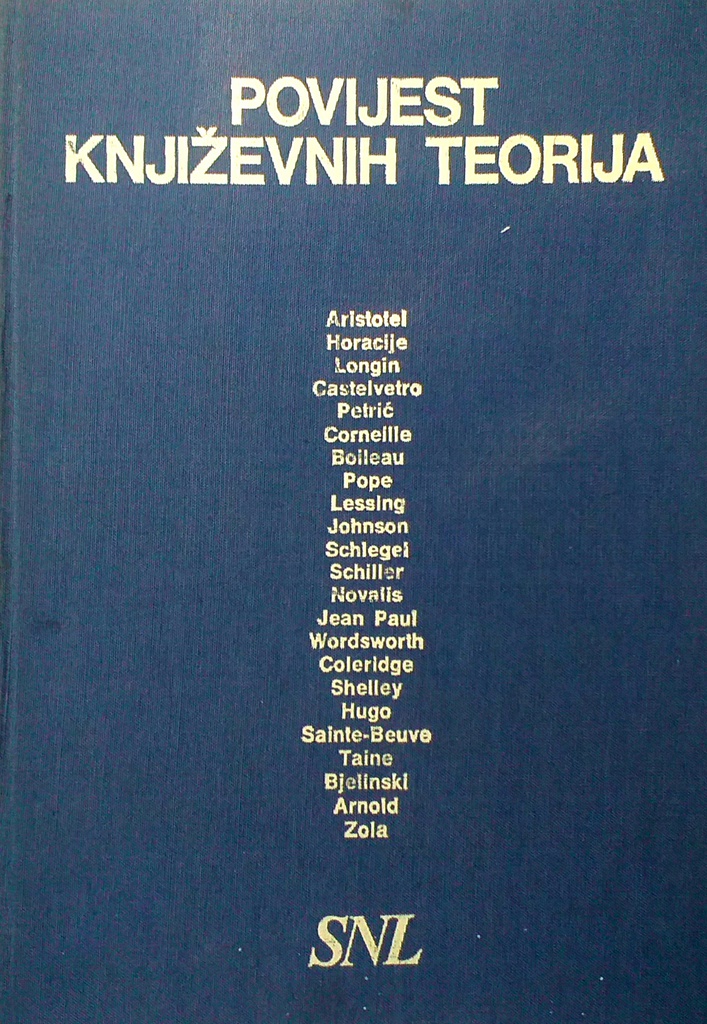 POVIJEST
KNJIŽEVNIH TEORIJA
Aristotel
Horacije
Longin
Castelvetro
Petrić
Corneille
Boileau
Pope
Lessing
Johnson
Schlegel
Schiller
Novalis
Jean Paul
Wordsworth
Coleridge
Shelley
Hugo
Sainte-Beuve
Taine
Bjelinski
Arnold
Zola
SNL